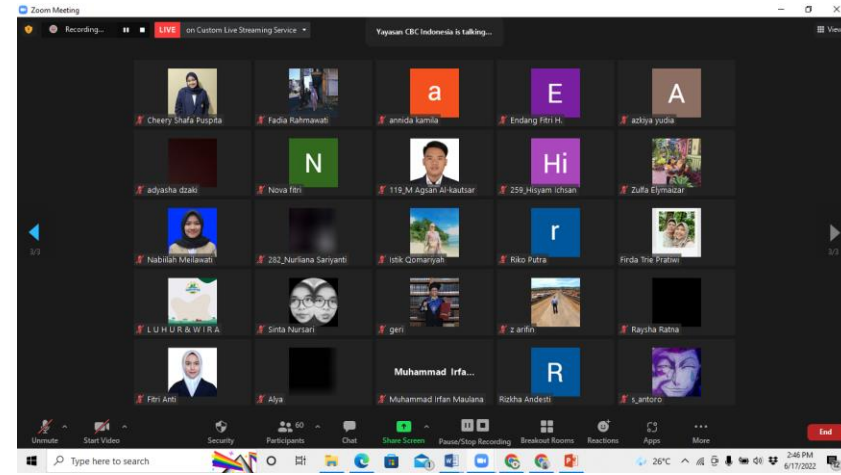 Zoom Meeting
Recording... LIVE on Custom Live Streaming Service
Yayasan CBC Indonesia is talking...
View
Cheery Shafa Puspita
Fadia Rahmawati
a
annida kamila
E
Endang Fitri H.
A
azkiya yudia
adyasha dzaki
N
Nova fitri
119_M Agsan Al-kautsar
Hi
259_Hisyam Ichsan
Zulfa Elymaizar
3/3
3/3
Nabiilah Meilawati
282_Nurliana Sariyanti
Istik Qomariyah
r
Riko Putra
Firda Trie Pratiwi
L U H U R & W I R A
Sinta Nursari
geri
z arifin
Raysha Ratna
Fitri Anti
Alya
Muhammad Irfa...
Muhammad Irfan Maulana
R
Rizkha Andesti
s_antoro
Unmute
Start Video
Security
60
Participants
Chat
Share Screen
Pause/Stop Recording
Breakout Rooms
Reactions
Apps
More
End
Type here to search
26°C
2:46 PM
6/17/2022